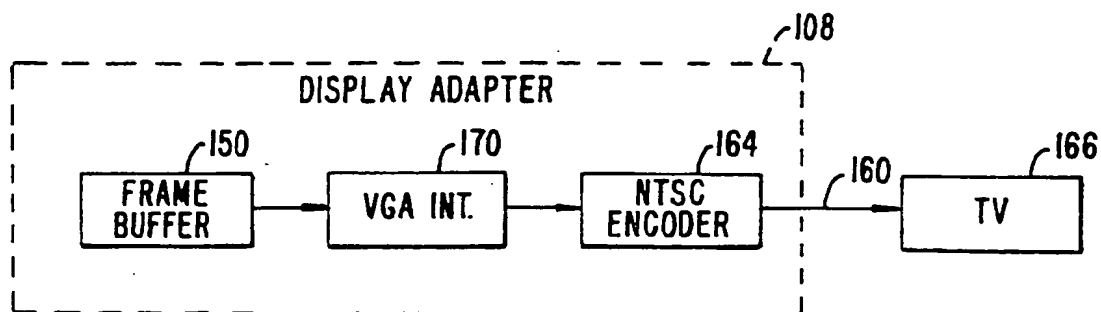 108
DISPLAY ADAPTER
150
170
164
160
166
FRAME
BUFFER
VGA INT.
NTSC
ENCODER
TV